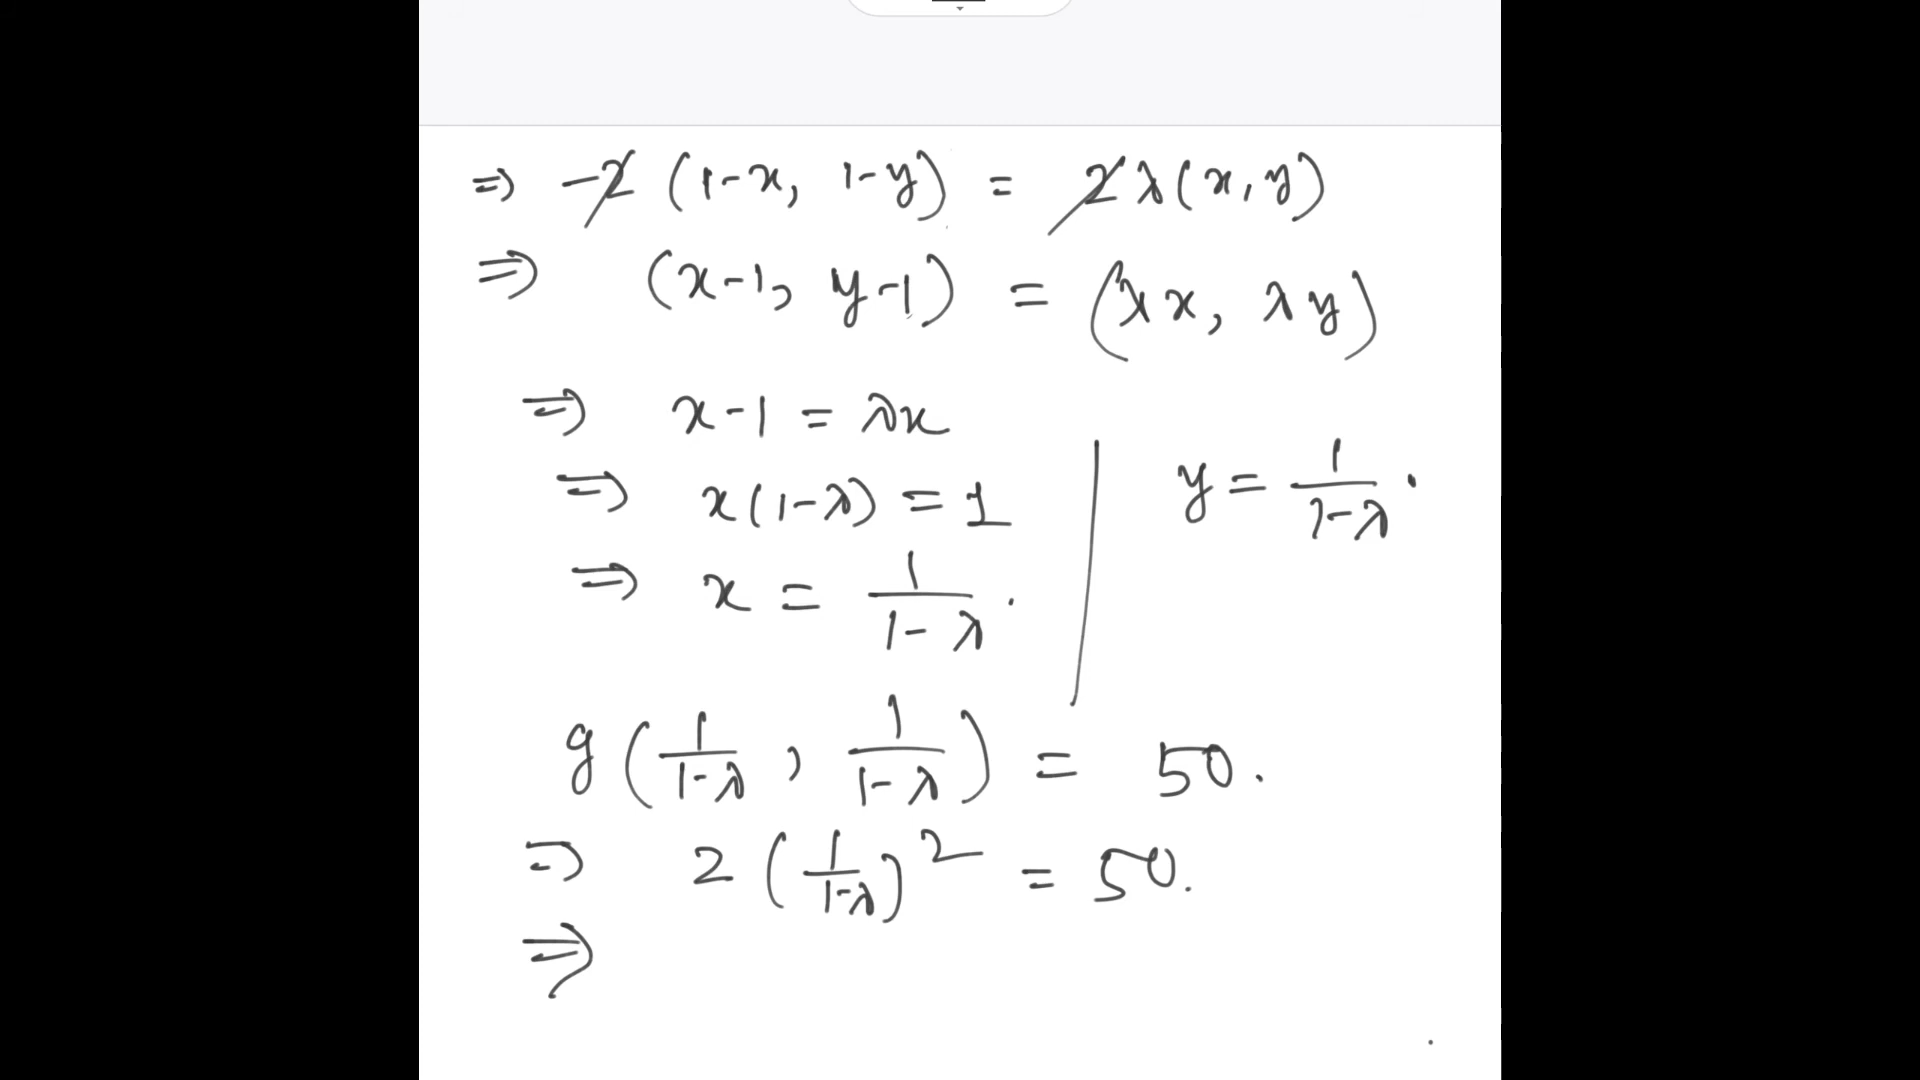 ⇒ -2 (1-x, 1-y) = 2λ(x, y)
⇒ (x-1, y-1) = (λx, λy)
⇒ x-1 = λx
⇒ x(1-λ) = 1
y = 1/(1-λ).
⇒ x = 1/(1-λ).
g(1/(1-λ), 1/(1-λ)) = 50.
⇒ 2 (1/(1-λ))² = 50.
⇒